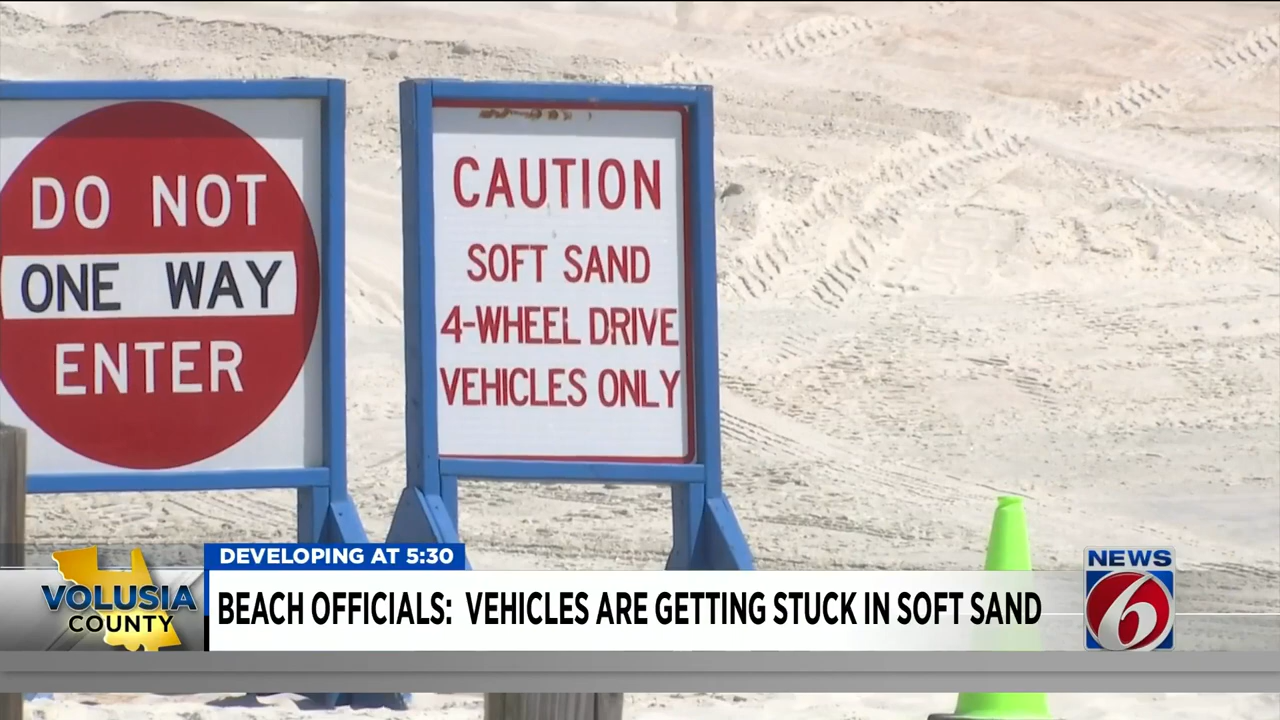 DO NOT
ONE WAY
ENTER
CAUTION
SOFT SAND
4-WHEEL DRIVE
VEHICLES ONLY
DEVELOPING AT 5:30
VOLUSIA
COUNTY
BEACH OFFICIALS: VEHICLES ARE GETTING STUCK IN SOFT SAND
NEWS
6